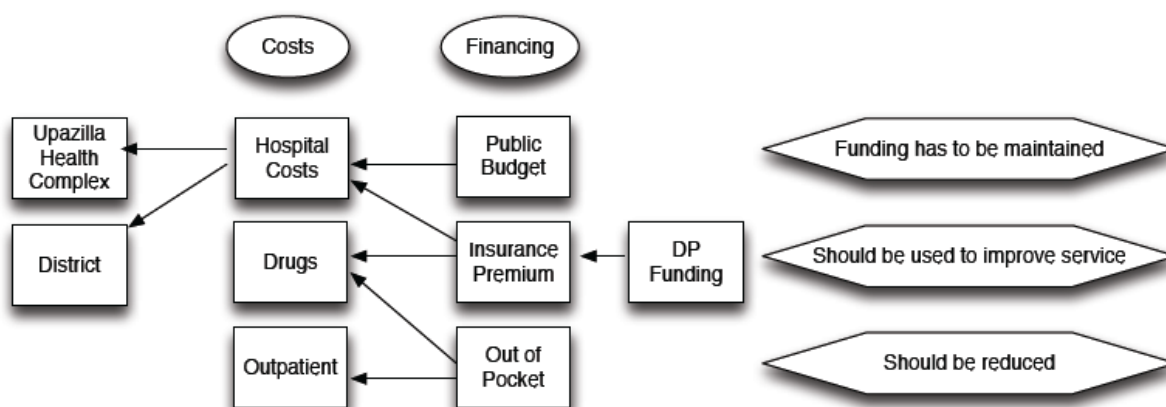 Costs
Financing
Upazilla
Health
Complex
Hospital
Costs
Public
Budget
Funding has to be maintained
District
Drugs
Insurance
Premium
DP
Funding
Should be used to improve service
Outpatient
Out of
Pocket
Should be reduced